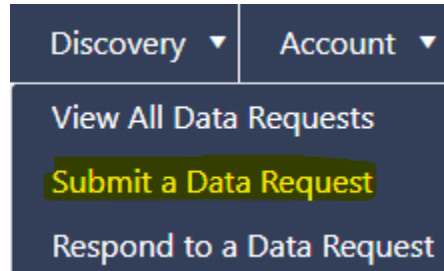 Discovery ▼ Account ▼
View All Data Requests
Submit a Data Request
Respond to a Data Request